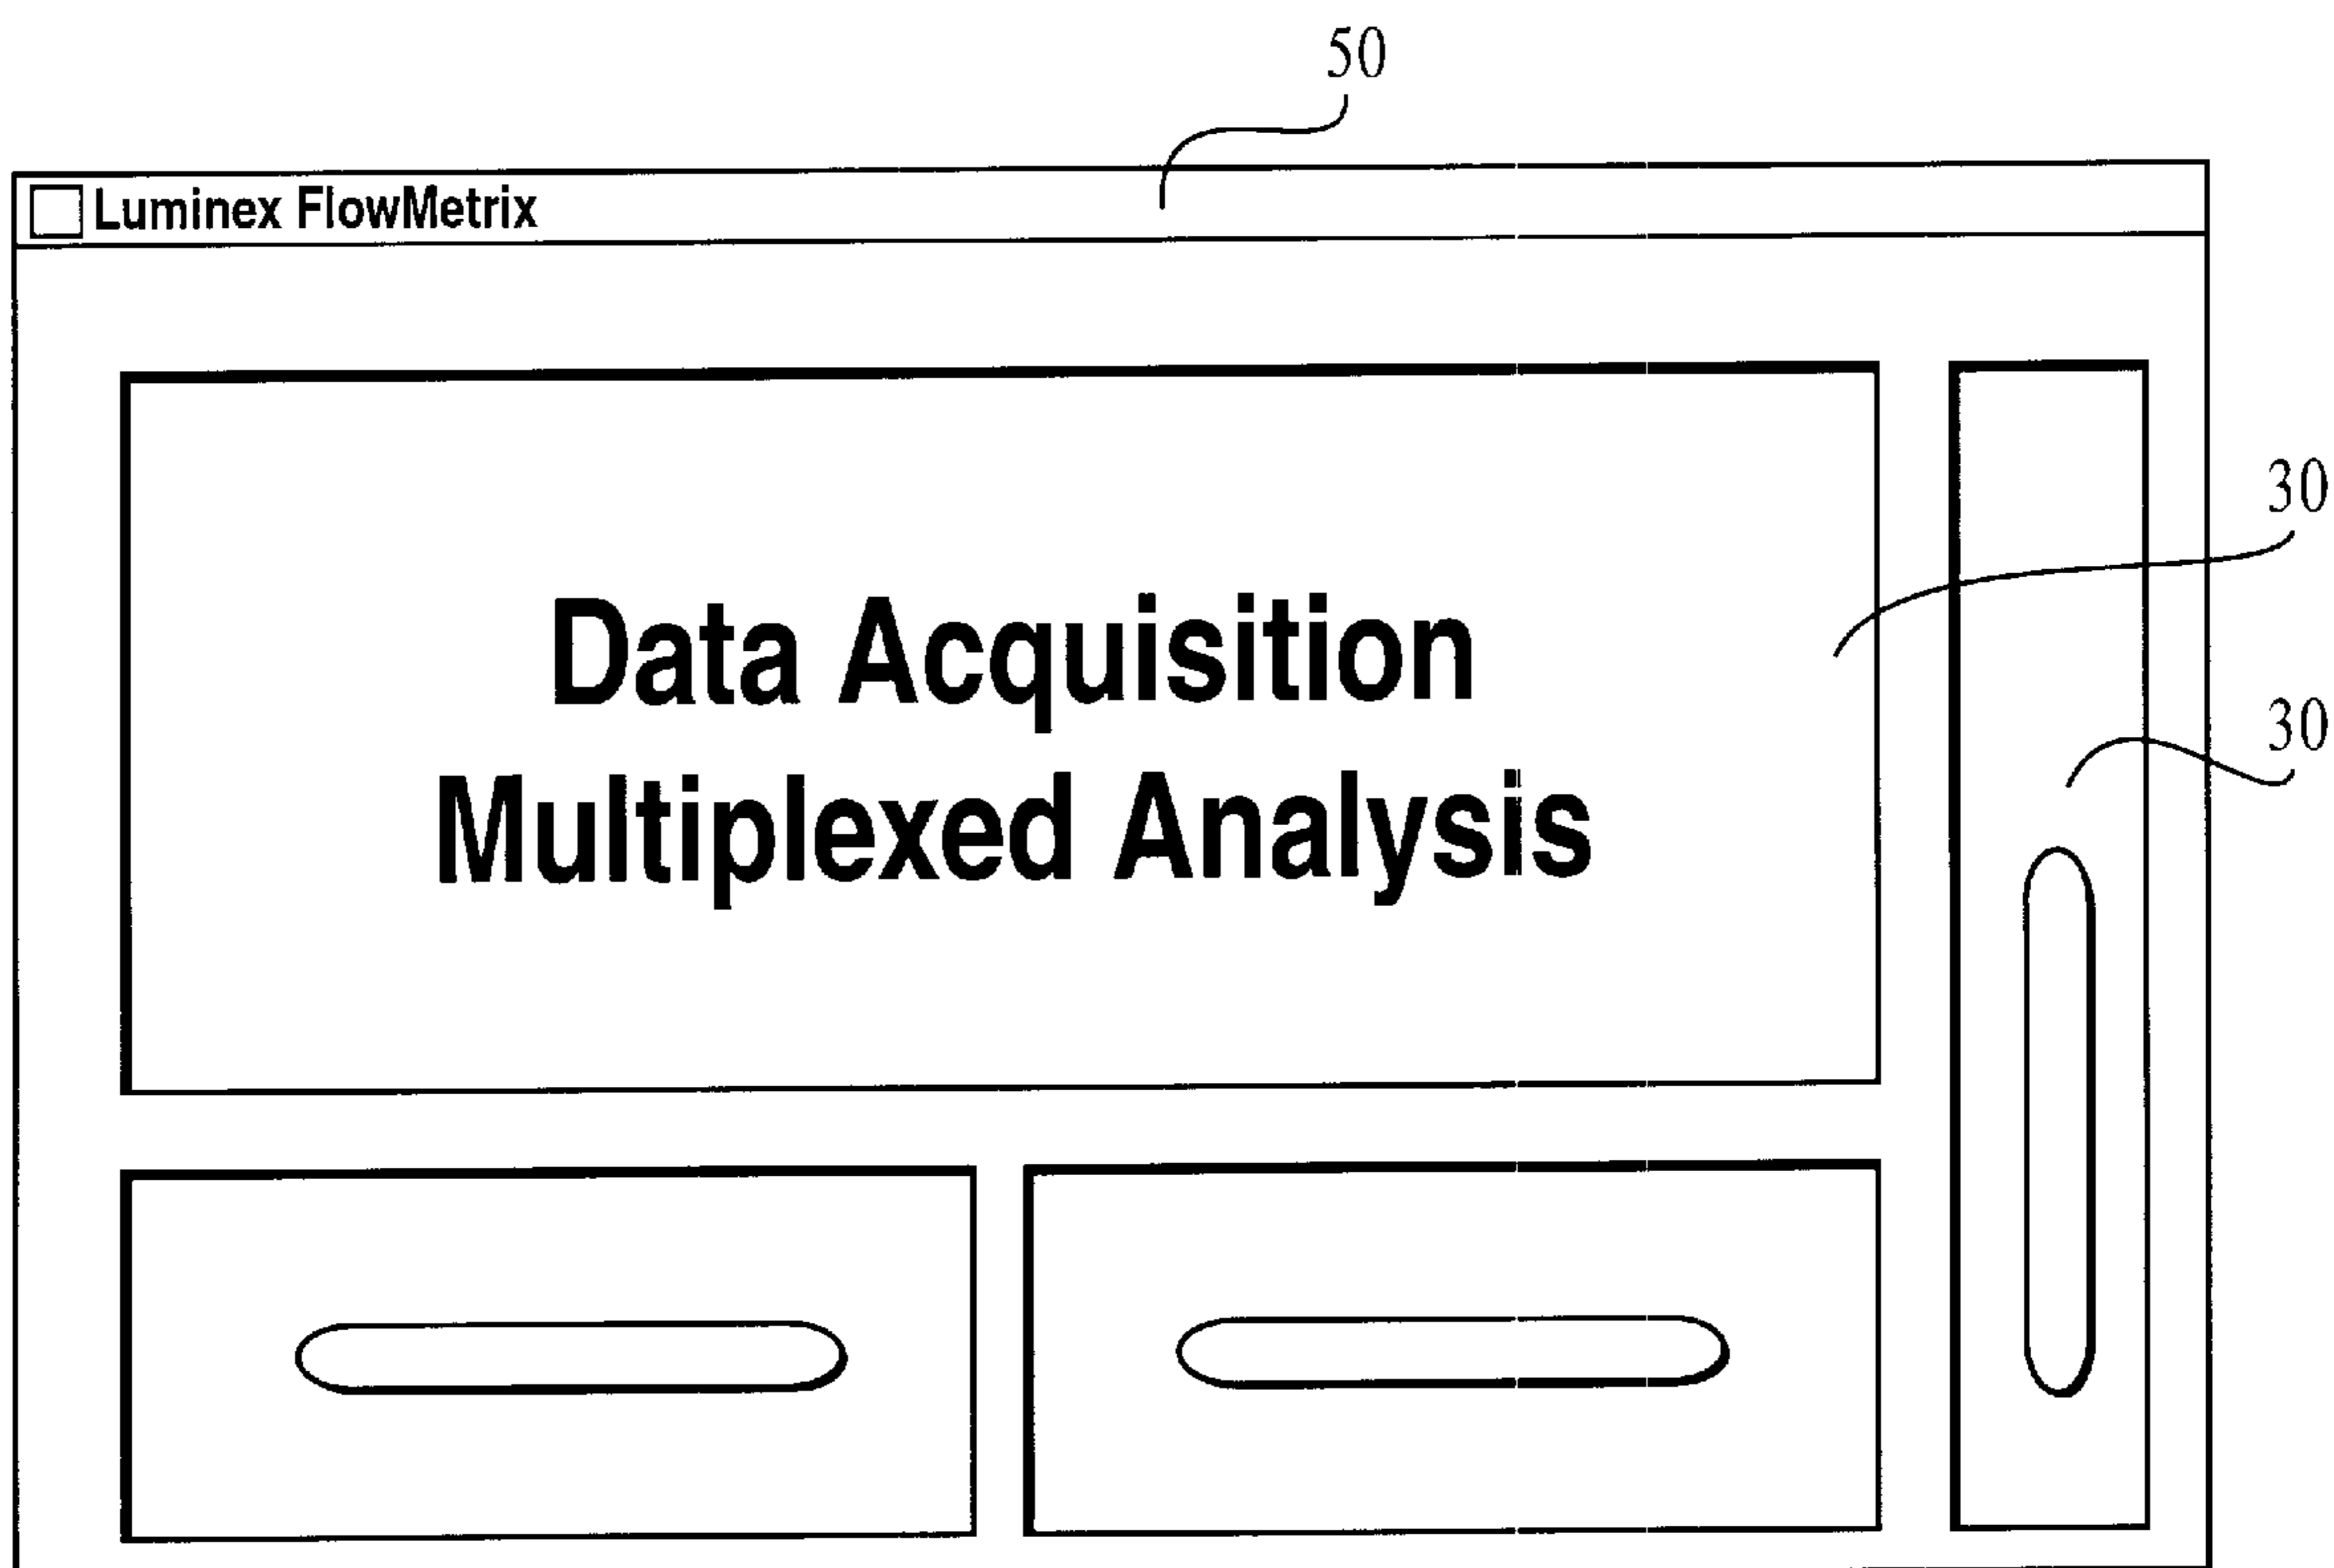 50
Luminex FlowMetrix
30
Data Acquisition
30
Multiplexed Analysis